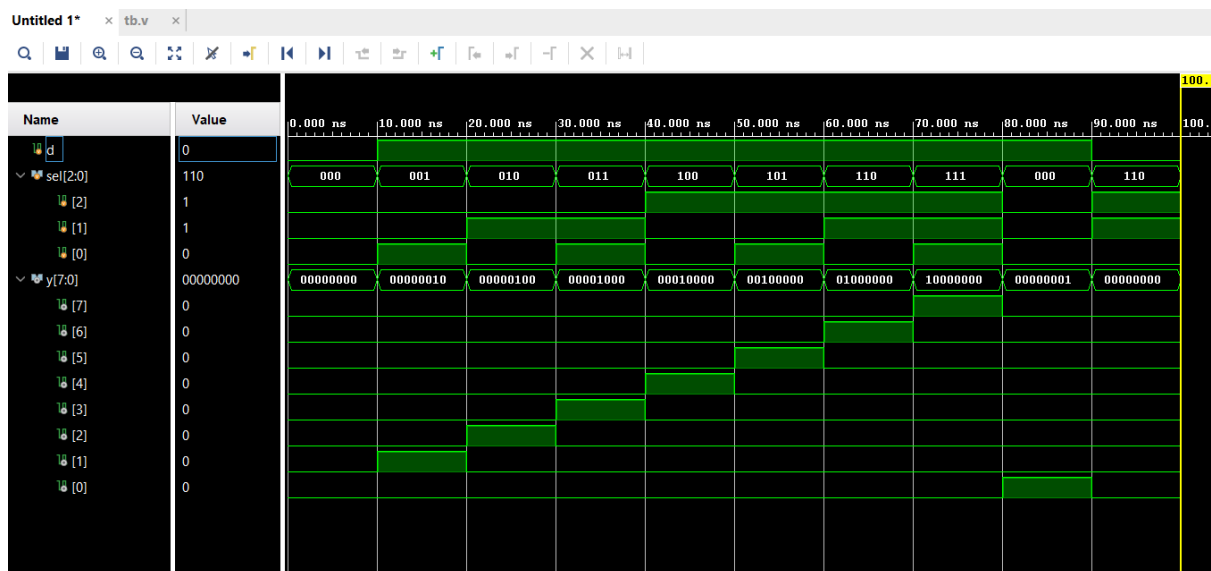 Untitled 1* × tb.v ×
100.
Name Value 0.000 ns 10.000 ns 20.000 ns 30.000 ns 40.000 ns 50.000 ns 60.000 ns 70.000 ns 80.000 ns 90.000 ns 100.
d 0
sel[2:0] 110 000 001 010 011 100 101 110 111 000 110
[2] 1
[1] 1
[0] 0
y[7:0] 00000000 00000000 00000010 00000100 00001000 00010000 00100000 01000000 10000000 00000001 00000000
[7] 0
[6] 0
[5] 0
[4] 0
[3] 0
[2] 0
[1] 0
[0] 0